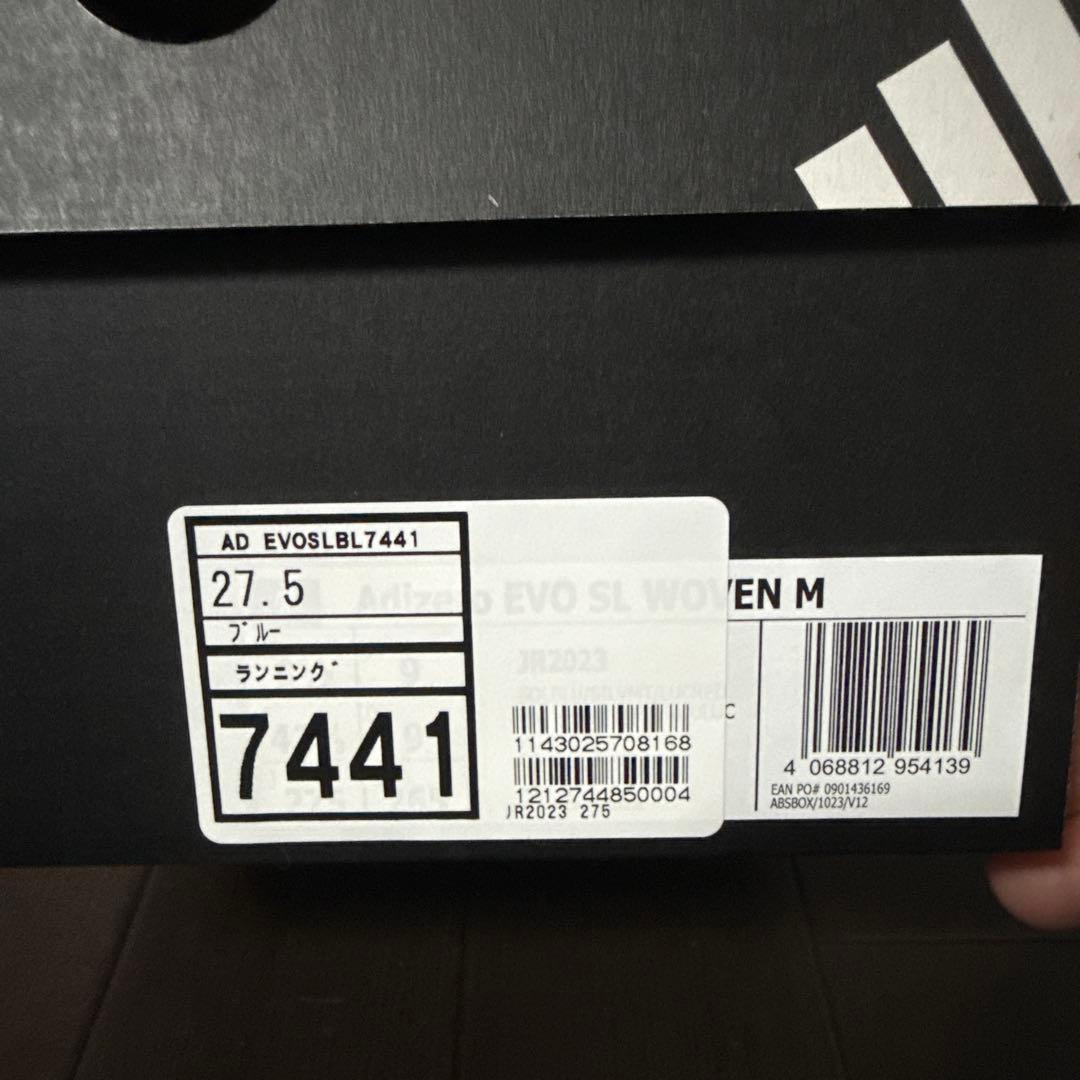 AD EVOSLBL7441
27.5
ブルー
ランニング
7441
1143025708168
1212744850004
JR2023 275
Adizero EVO SL WOVEN M
JR2023
4 068812 954139
EAN PO# 0901436169
ABSBOX/1023/V12